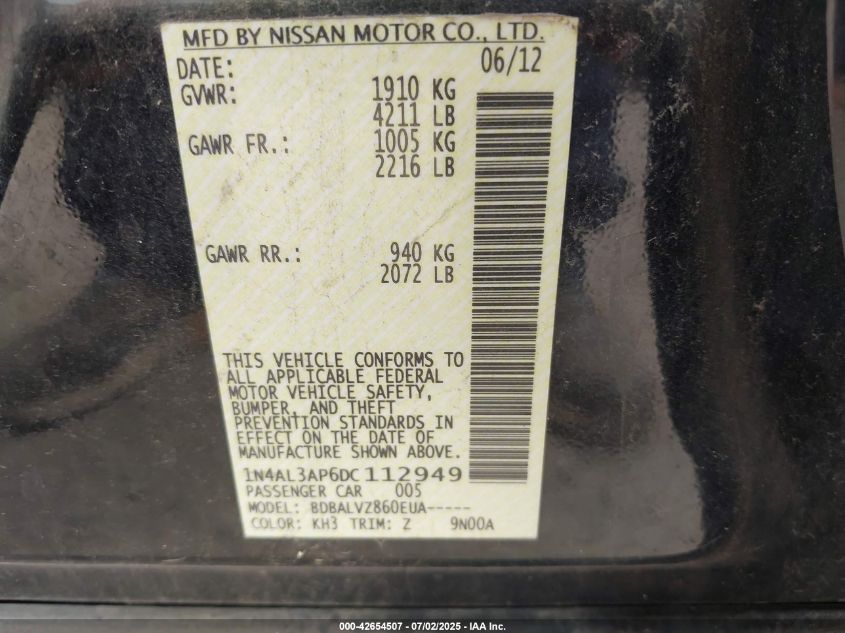 MFD BY NISSAN MOTOR CO., LTD.
DATE: 06/12
GVWR: 1910 KG
4211 LB
GAWR FR.: 1005 KG
2216 LB
GAWR RR.: 940 KG
2072 LB
THIS VEHICLE CONFORMS TO
ALL APPLICABLE FEDERAL
MOTOR VEHICLE SAFETY,
BUMPER, AND THEFT
PREVENTION STANDARDS IN
EFFECT ON THE DATE OF
MANUFACTURE SHOWN ABOVE.
1N4AL3AP6DC112949
PASSENGER CAR 005
MODEL: BDBALVZ860EUA-----
COLOR: KH3 TRIM: Z 9N00A
000-42654507 - 07/02/2025 - IAA Inc.